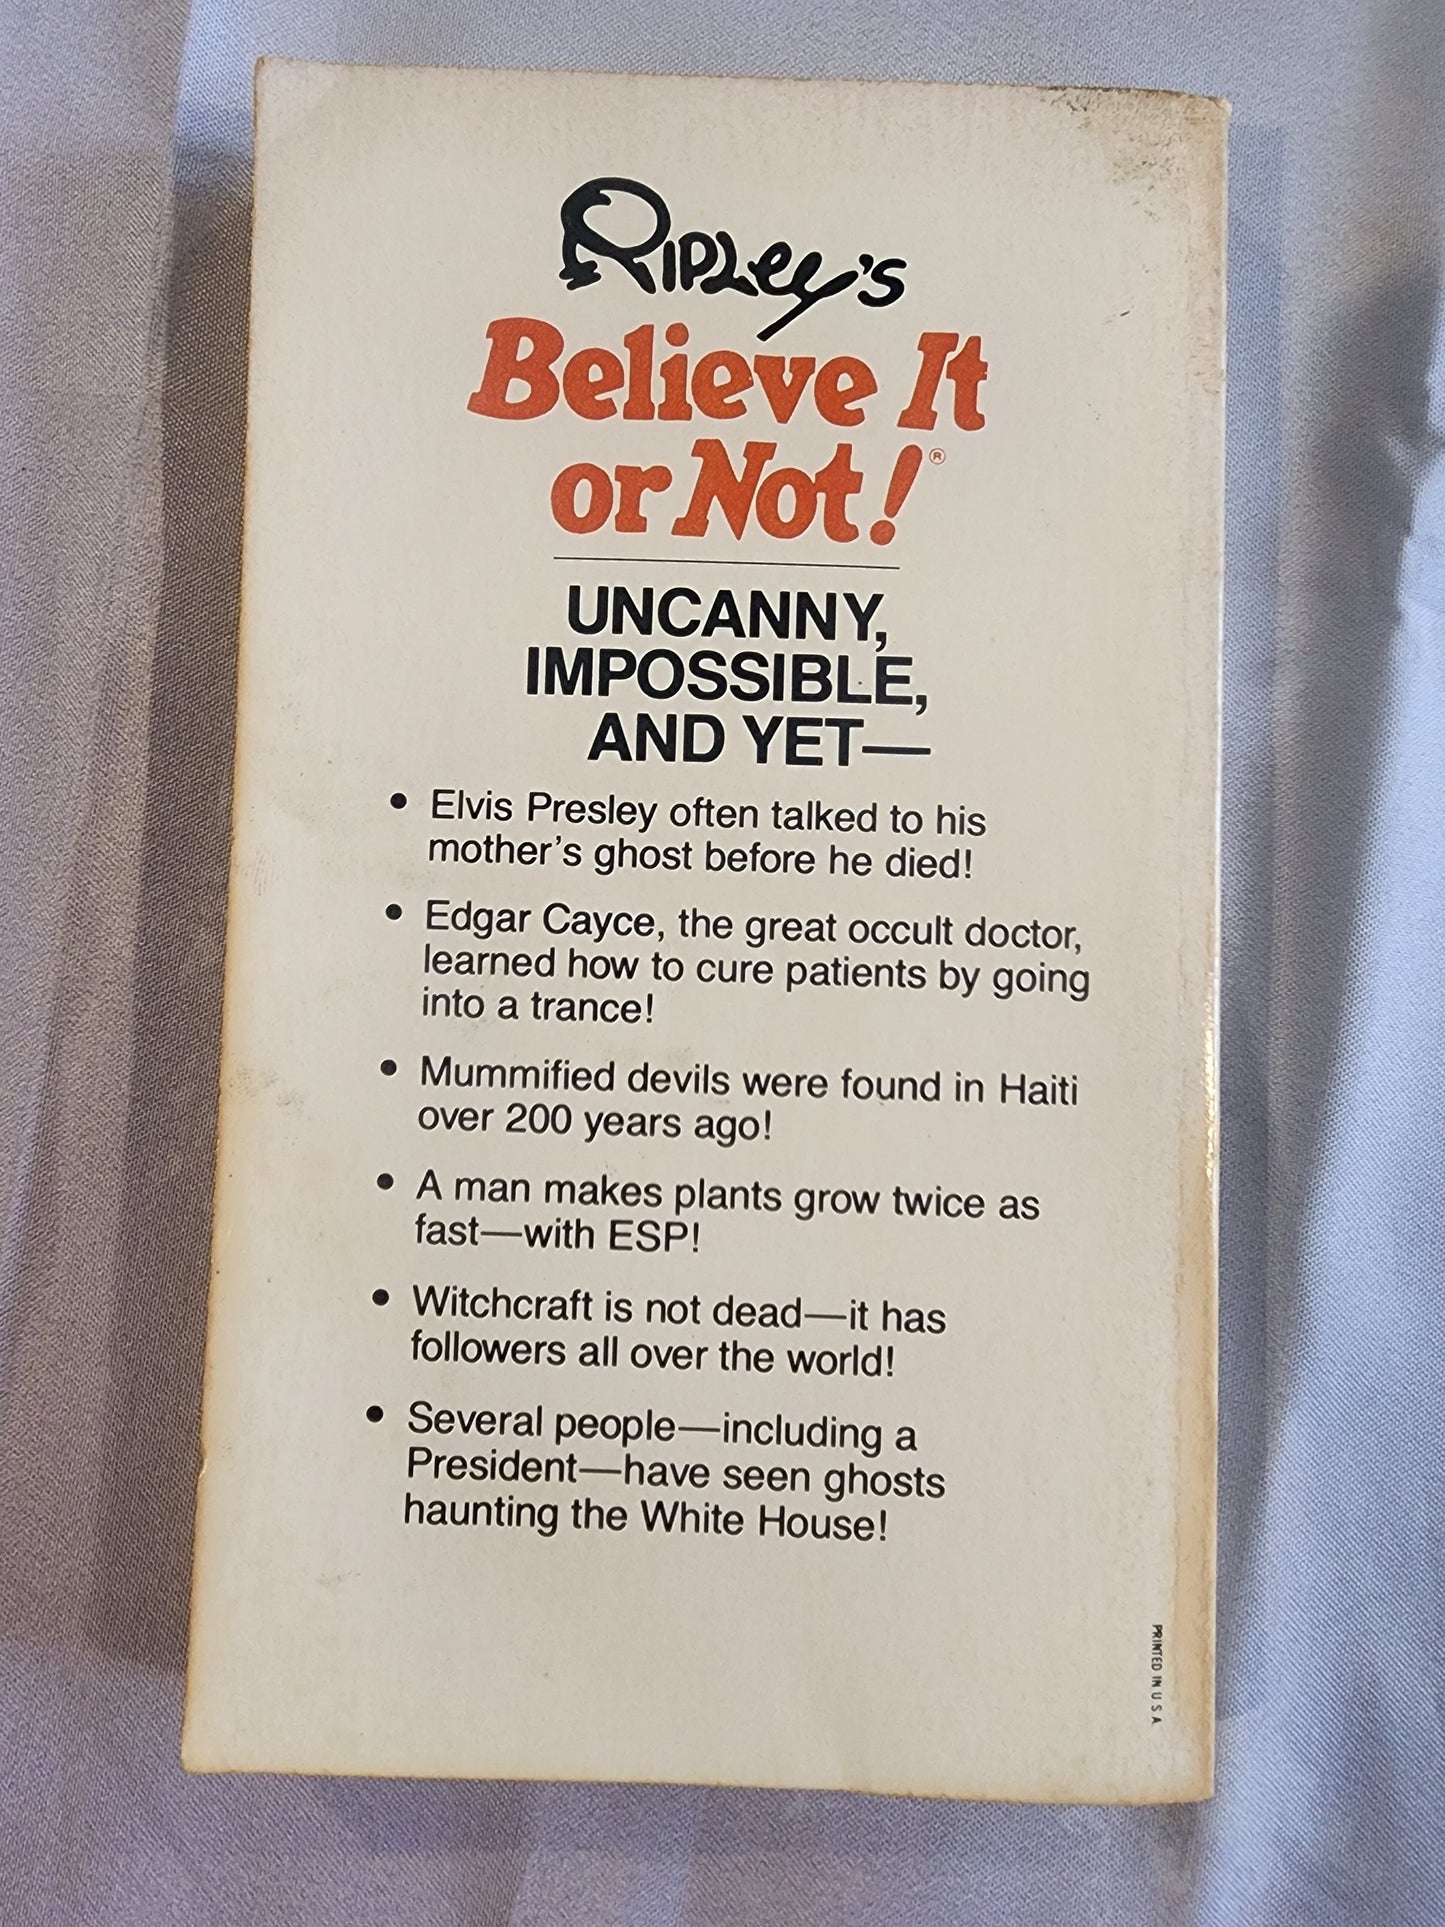 Ripley's
Believe It
or Not!®
UNCANNY,
IMPOSSIBLE,
AND YET—
• Elvis Presley often talked to his
mother's ghost before he died!
• Edgar Cayce, the great occult doctor,
learned how to cure patients by going
into a trance!
• Mummified devils were found in Haiti
over 200 years ago!
• A man makes plants grow twice as
fast—with ESP!
• Witchcraft is not dead—it has
followers all over the world!
• Several people—including a
President—have seen ghosts
haunting the White House!
PRINTED IN U S A